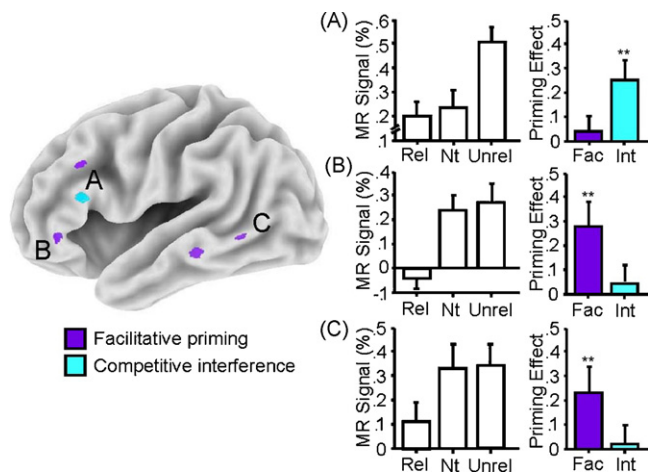 (A)
MR Signal (%)
.6
.5
.4
.3
.2
.1
Rel Nt Unrel
Priming Effect
.5
.4
.3
.2
.1
0
**
Fac Int
A
B
C
(B)
MR Signal (%)
.4
.3
.2
.1
0
-.1
Rel Nt Unrel
Priming Effect
.5
.4
.3
.2
.1
0
**
Fac Int
Facilitative priming
Competitive interference
(C)
MR Signal (%)
.5
.4
.3
.2
.1
0
Rel Nt Unrel
Priming Effect
.5
.4
.3
.2
.1
0
**
Fac Int